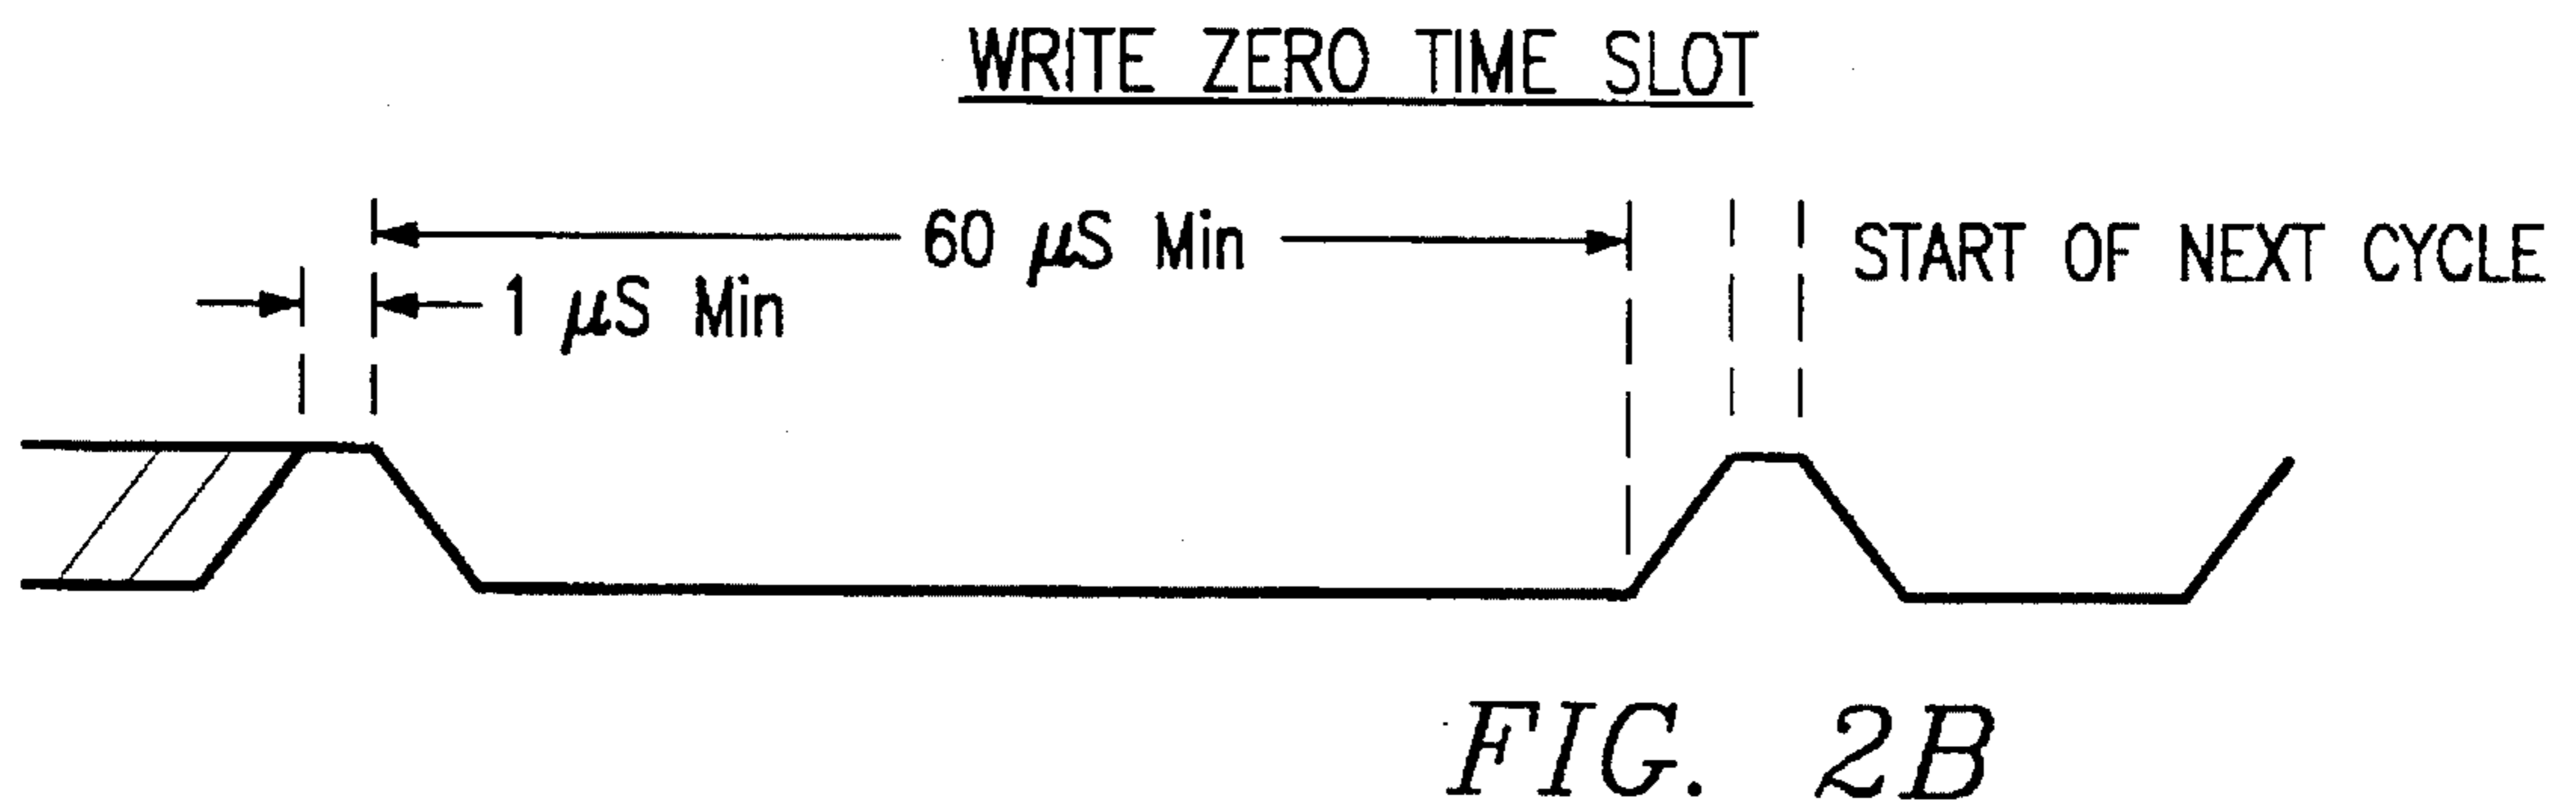 WRITE ZERO TIME SLOT
60 μS Min
START OF NEXT CYCLE
1 μS Min
FIG. 2B